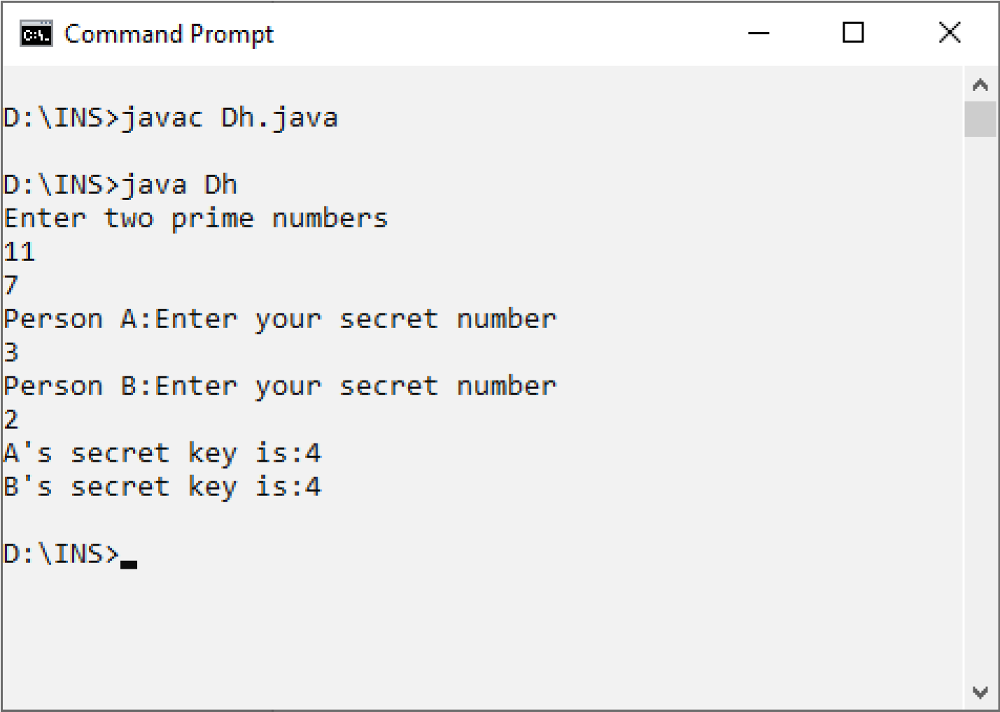 Command Prompt
D:\INS>javac Dh.java
D:\INS>java Dh
Enter two prime numbers
11
7
Person A:Enter your secret number
3
Person B:Enter your secret number
2
A's secret key is:4
B's secret key is:4
D:\INS>